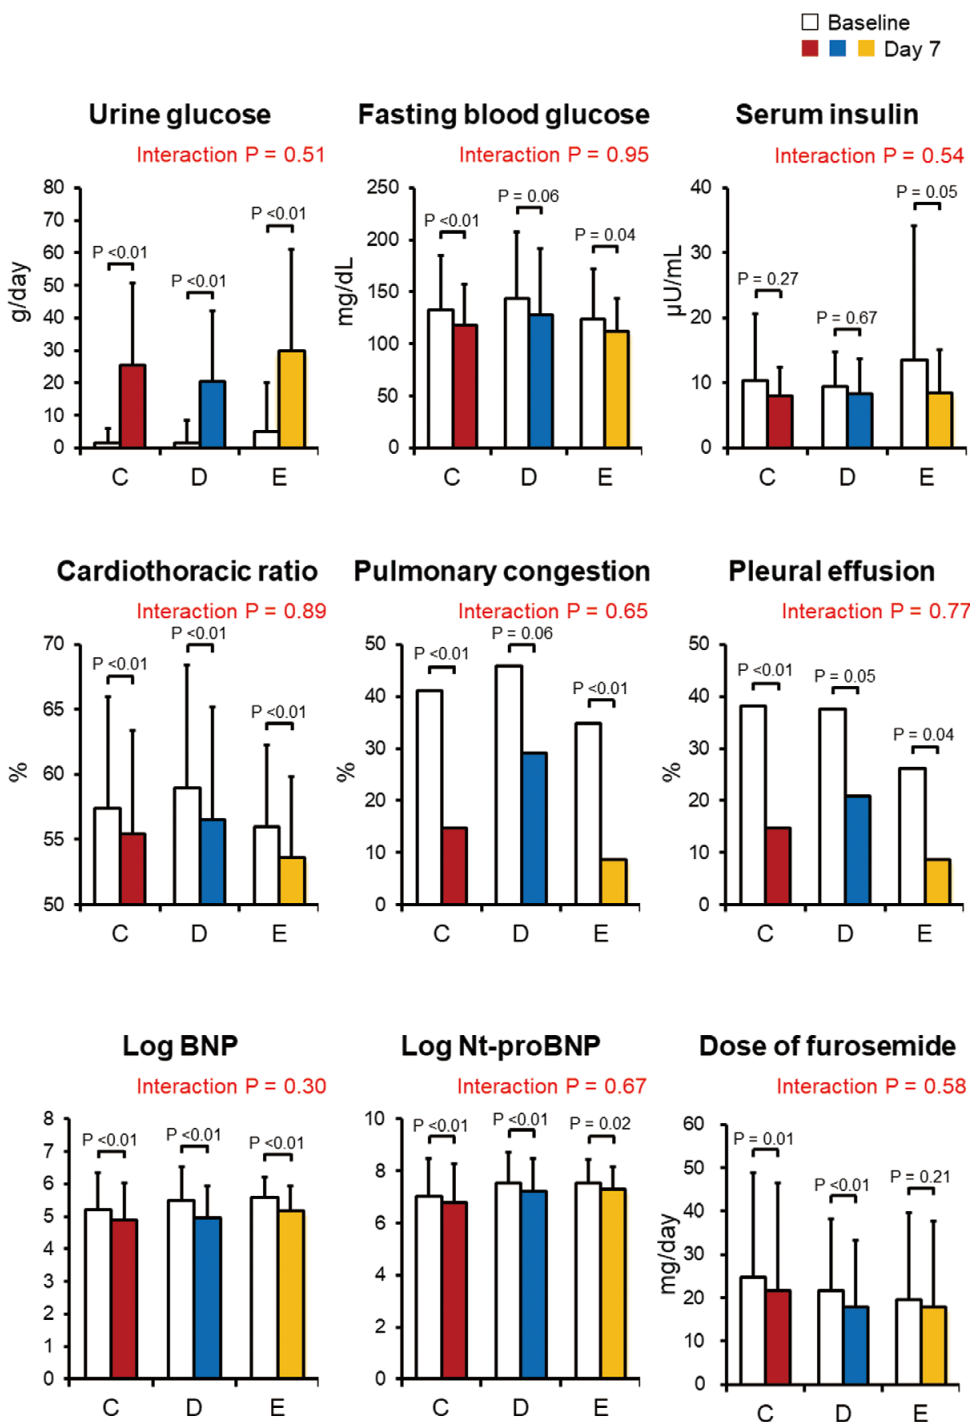 Baseline
Day 7
Urine glucose
Interaction P = 0.51
g/day
80
70
60
50
40
30
20
10
0
P <0.01
P <0.01
P <0.01
C D E
Fasting blood glucose
Interaction P = 0.95
mg/dL
250
200
150
100
50
0
P <0.01
P = 0.06
P = 0.04
C D E
Serum insulin
Interaction P = 0.54
µU/mL
40
30
20
10
0
P = 0.27
P = 0.67
P = 0.05
C D E
Cardiothoracic ratio
Interaction P = 0.89
%
70
65
60
55
50
P <0.01
P <0.01
P <0.01
C D E
Pulmonary congestion
Interaction P = 0.65
%
50
40
30
20
10
0
P <0.01
P = 0.06
P <0.01
C D E
Pleural effusion
Interaction P = 0.77
%
50
40
30
20
10
0
P <0.01
P = 0.05
P = 0.04
C D E
Log BNP
Interaction P = 0.30
8
7
6
5
4
3
2
1
0
P <0.01
P <0.01
P <0.01
C D E
Log Nt-proBNP
Interaction P = 0.67
10
8
6
4
2
0
P <0.01
P <0.01
P = 0.02
C D E
Dose of furosemide
Interaction P = 0.58
mg/day
60
50
40
30
20
10
0
P = 0.01
P <0.01
P = 0.21
C D E